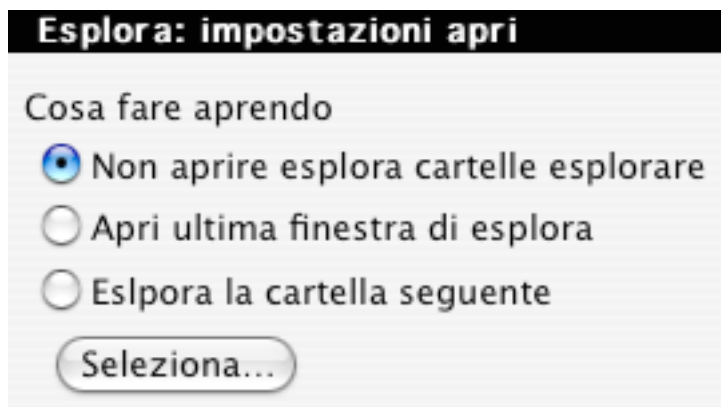 Esplora: impostazioni apri
Cosa fare aprendo
Non aprire esplora cartelle esplorare
Apri ultima finestra di esplora
Eslpora la cartella seguente
Seleziona...